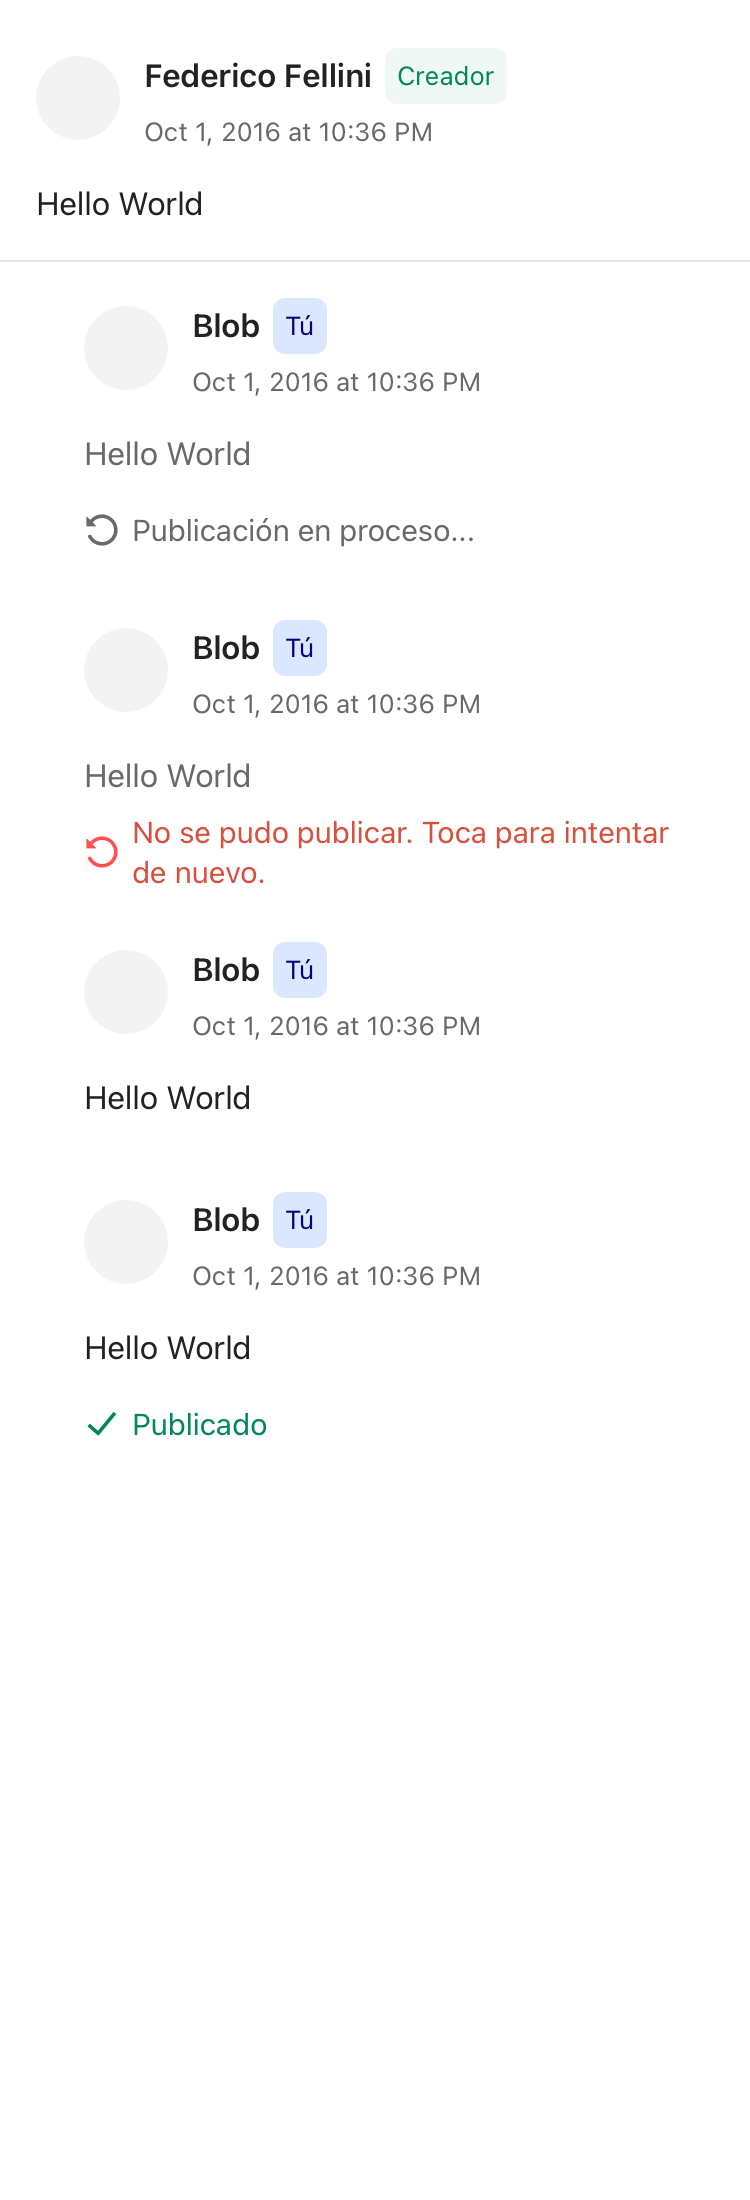 Federico Fellini Creador
Oct 1, 2016 at 10:36 PM
Hello World
Blob Tú
Oct 1, 2016 at 10:36 PM
Hello World
Publicación en proceso...
Blob Tú
Oct 1, 2016 at 10:36 PM
Hello World
No se pudo publicar. Toca para intentar
de nuevo.
Blob Tú
Oct 1, 2016 at 10:36 PM
Hello World
Blob Tú
Oct 1, 2016 at 10:36 PM
Hello World
Publicado